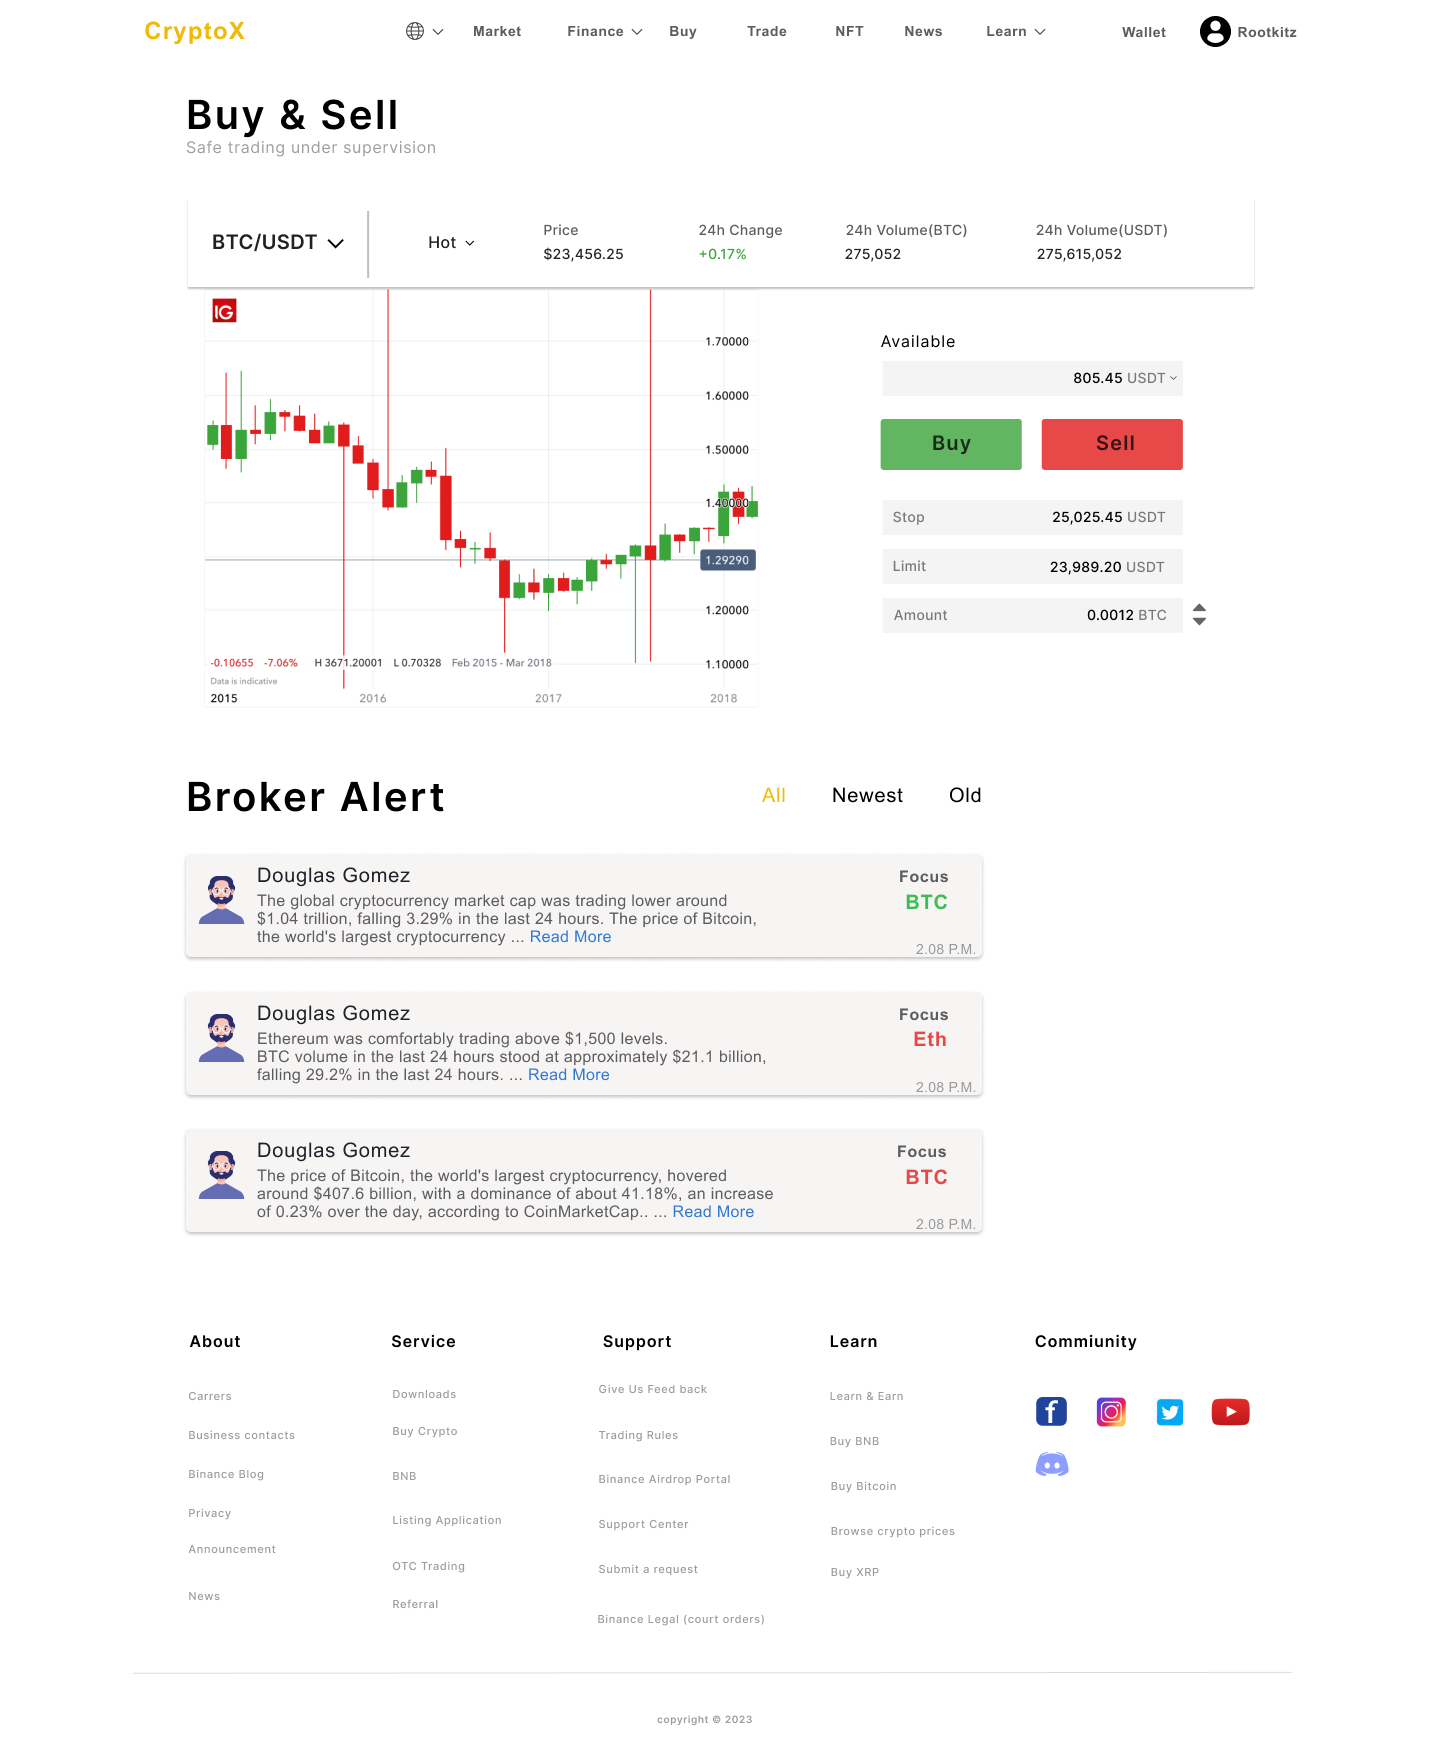 CryptoX
Market
Finance
Buy
Trade
NFT
News
Learn
Wallet
Rootkitz
Buy & Sell
Safe trading under supervision
BTC/USDT
Hot
Price
$23,456.25
24h Change
+0.17%
24h Volume(BTC)
275,052
24h Volume(USDT)
275,615,052
IG
1.70000
1.60000
1.50000
1.40000
1.29290
1.20000
1.10000
-0.10655 -7.06% H 3671.20001 L 0.70328 Feb 2015 - Mar 2018
Data is indicative
2015 2016 2017 2018
Available
805.45 USDT
Buy
Sell
Stop 25,025.45 USDT
Limit 23,989.20 USDT
Amount 0.0012 BTC
Broker Alert
All
Newest
Old
Douglas Gomez
The global cryptocurrency market cap was trading lower around
$1.04 trillion, falling 3.29% in the last 24 hours. The price of Bitcoin,
the world's largest cryptocurrency ... Read More
Focus
BTC
2.08 P.M.
Douglas Gomez
Ethereum was comfortably trading above $1,500 levels.
BTC volume in the last 24 hours stood at approximately $21.1 billion,
falling 29.2% in the last 24 hours. ... Read More
Focus
Eth
2.08 P.M.
Douglas Gomez
The price of Bitcoin, the world's largest cryptocurrency, hovered
around $407.6 billion, with a dominance of about 41.18%, an increase
of 0.23% over the day, according to CoinMarketCap.. ... Read More
Focus
BTC
2.08 P.M.
About
Carrers
Business contacts
Binance Blog
Privacy
Announcement
News
Service
Downloads
Buy Crypto
BNB
Listing Application
OTC Trading
Referral
Support
Give Us Feed back
Trading Rules
Binance Airdrop Portal
Support Center
Submit a request
Binance Legal (court orders)
Learn
Learn & Earn
Buy BNB
Buy Bitcoin
Browse crypto prices
Buy XRP
Commiunity
copyright © 2023